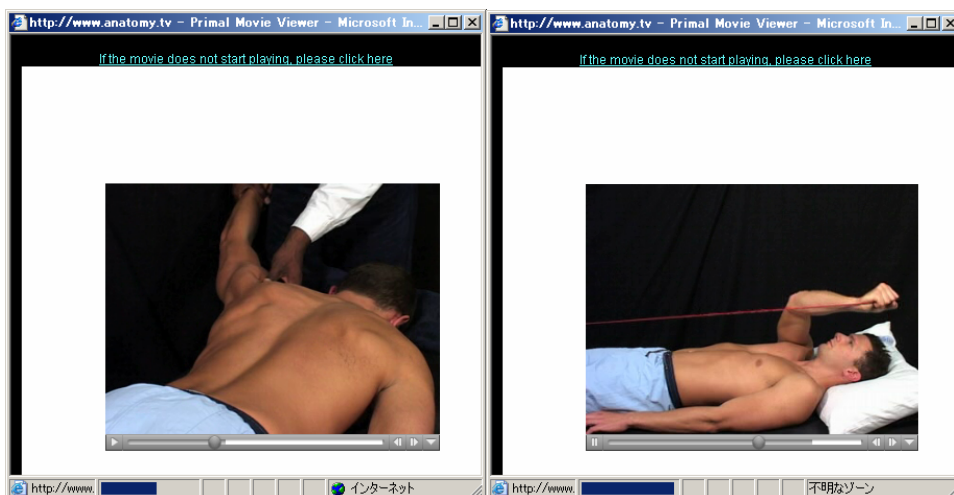 http://www.anatomy.tv - Primal Movie Viewer - Microsoft In...
If the movie does not start playing, please click here
http://www.
インターネット
http://www.anatomy.tv - Primal Movie Viewer - Microsoft In...
If the movie does not start playing, please click here
http://www.
不明なゾーン